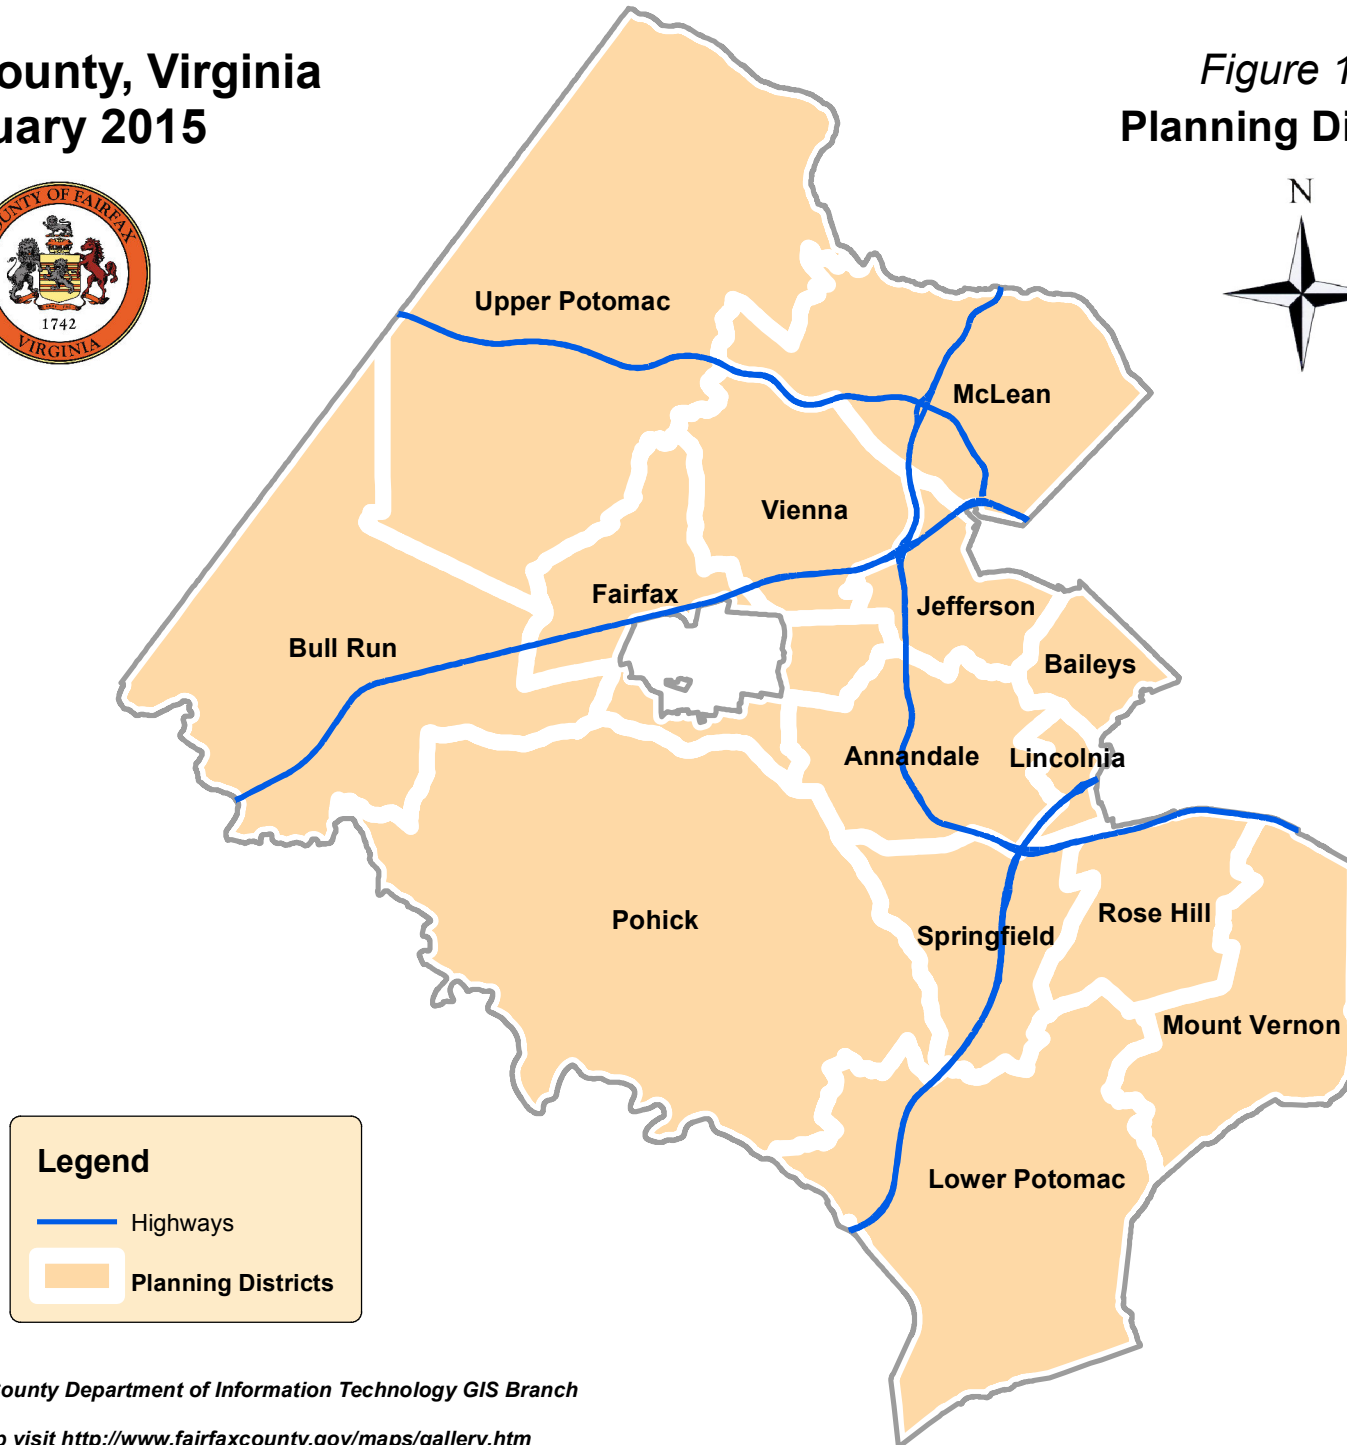 ounty, Virginia
uary 2015
Figure 1
Planning Di
COUNTY OF FAIRFAX
1742
VIRGINIA
N
Upper Potomac
McLean
Vienna
Fairfax
Jefferson
Bull Run
Baileys
Annandale
Lincolnia
Pohick
Rose Hill
Springfield
Mount Vernon
Lower Potomac
Legend
Highways
Planning Districts
ounty Department of Information Technology GIS Branch
visit http://www.fairfaxcounty.gov/maps/gallery.htm